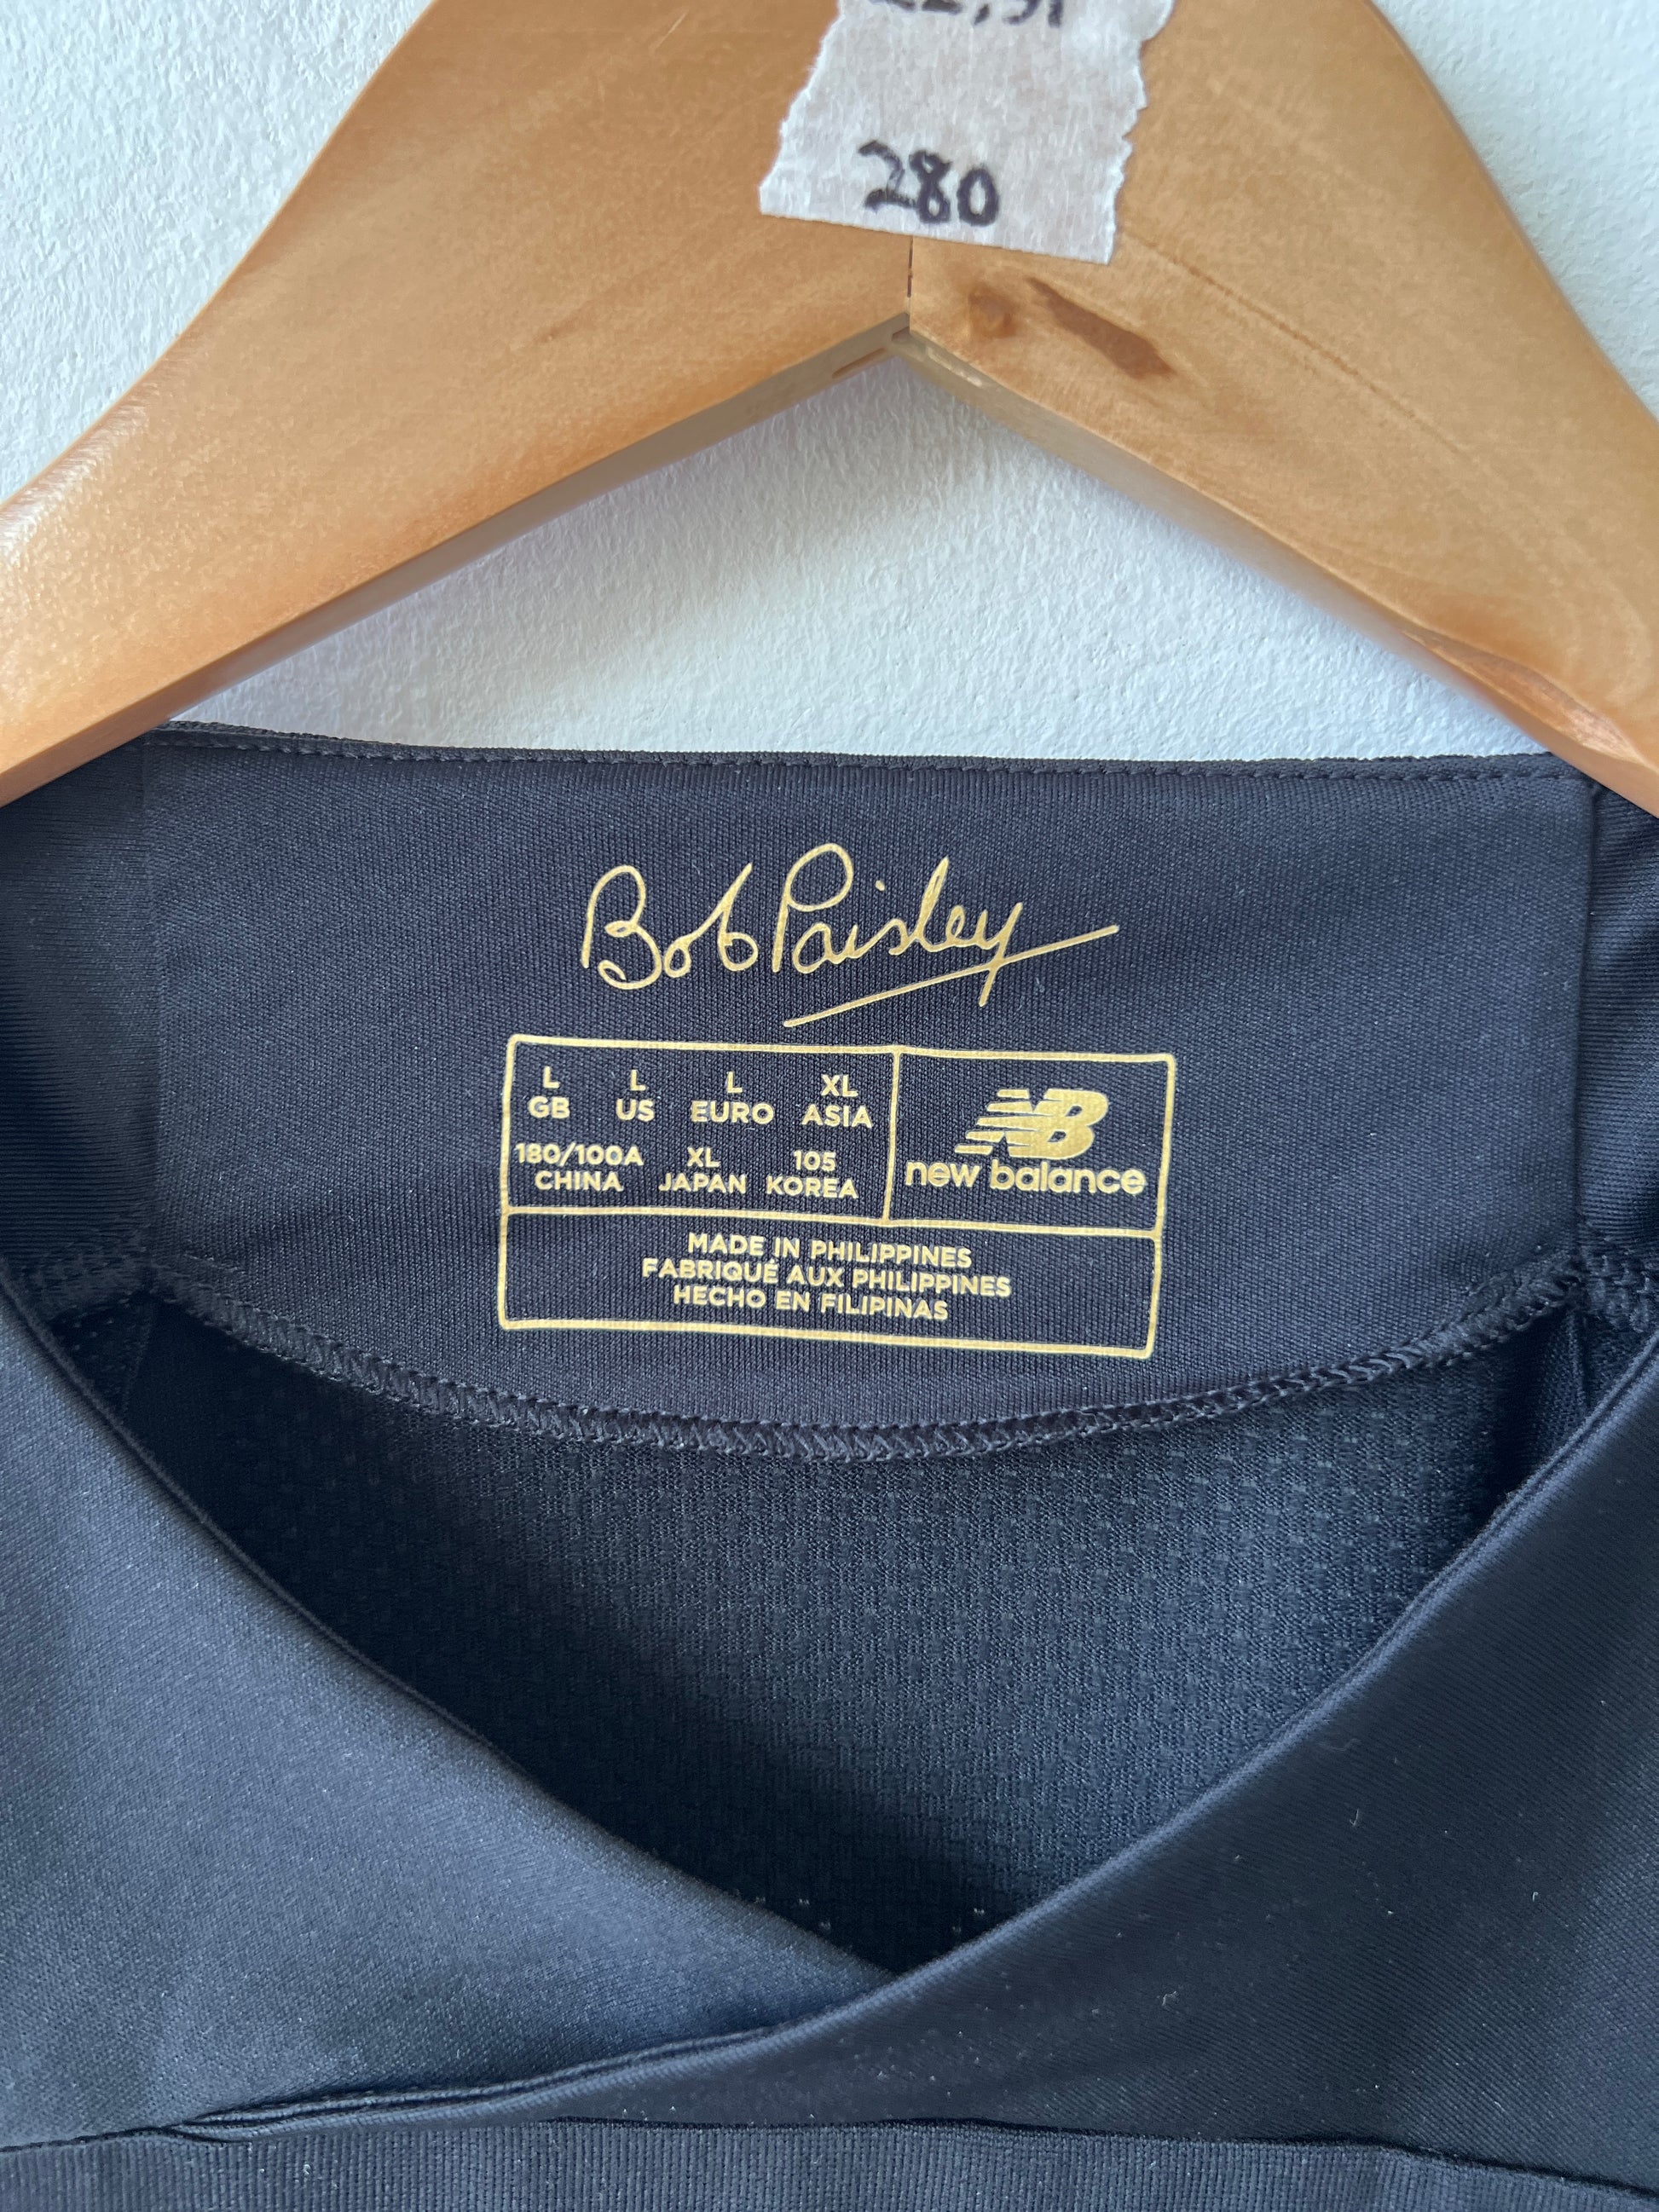 280
Bob Paisley
L L L XL
GB US EURO ASIA
180/100A XL 105
CHINA JAPAN KOREA
NB
new balance
MADE IN PHILIPPINES
FABRIQUÉ AUX PHILIPPINES
HECHO EN FILIPINAS